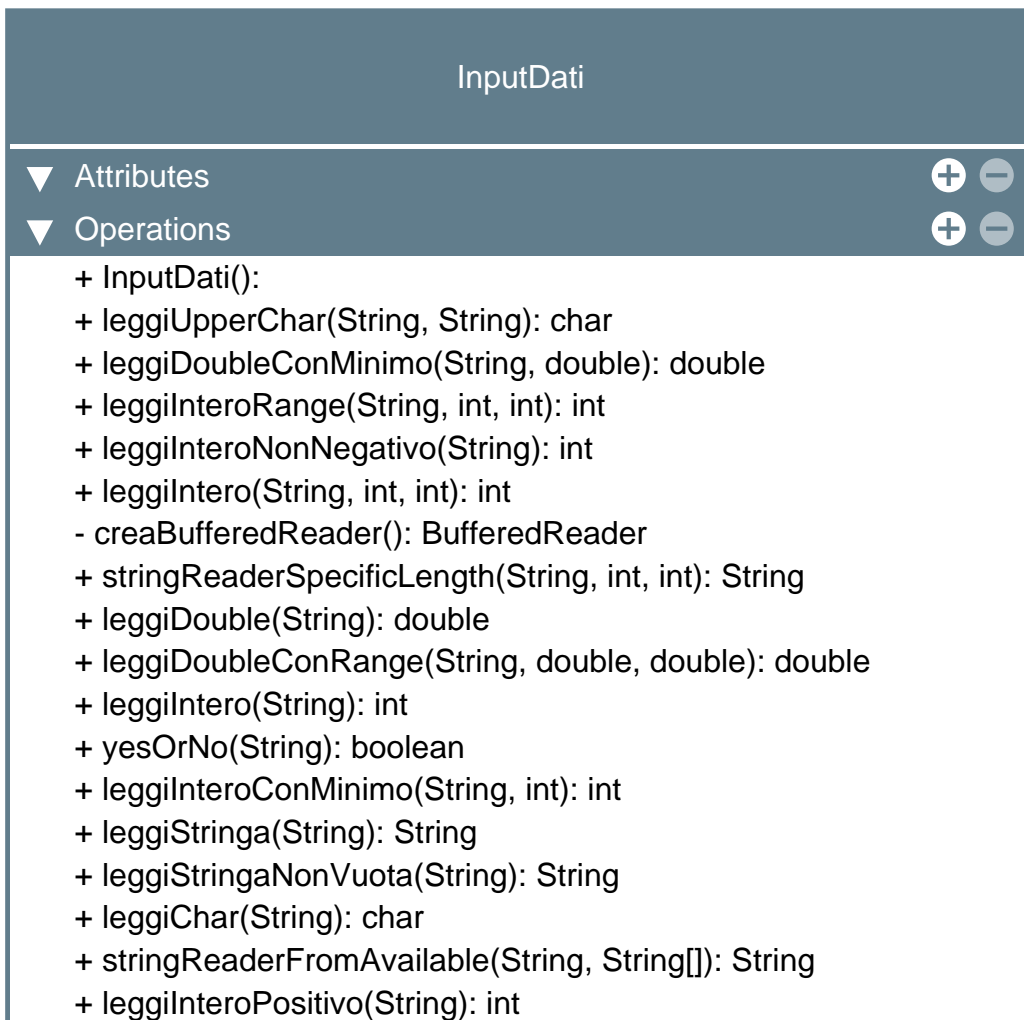 InputDati
Attributes
Operations
+ InputDati():
+ leggiUpperChar(String, String): char
+ leggiDoubleConMinimo(String, double): double
+ leggiInteroRange(String, int, int): int
+ leggiInteroNonNegativo(String): int
+ leggiIntero(String, int, int): int
- creaBufferedReader(): BufferedReader
+ stringReaderSpecificLength(String, int, int): String
+ leggiDouble(String): double
+ leggiDoubleConRange(String, double, double): double
+ leggiIntero(String): int
+ yesOrNo(String): boolean
+ leggiInteroConMinimo(String, int): int
+ leggiStringa(String): String
+ leggiStringaNonVuota(String): String
+ leggiChar(String): char
+ stringReaderFromAvailable(String, String[]): String
+ leggiInteroPositivo(String): int